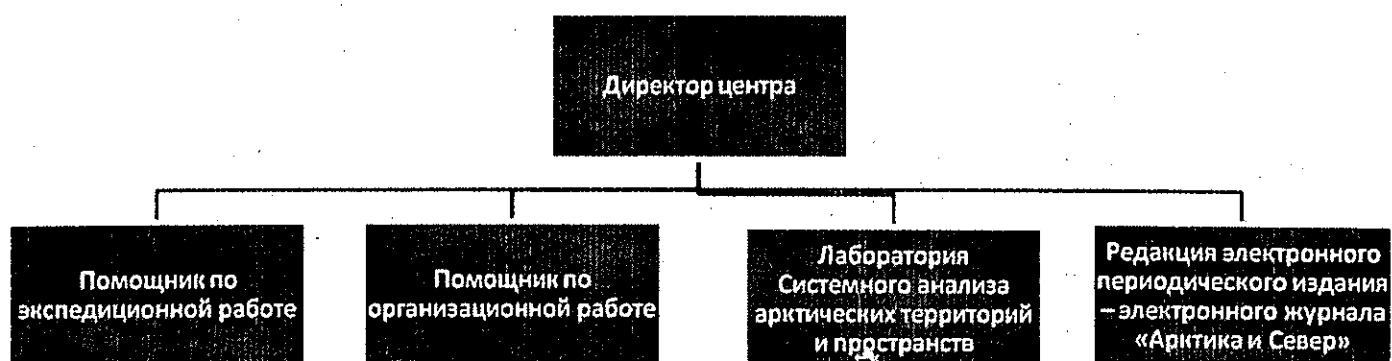 Директор центра
Помощник по
экспедиционной работе
Помощник по
организационной работе
Лаборатория
Системного анализа
арктических территорий
и пространств
Редакция электронного
периодического издания
– электронного журнала
«Арктика и Север»